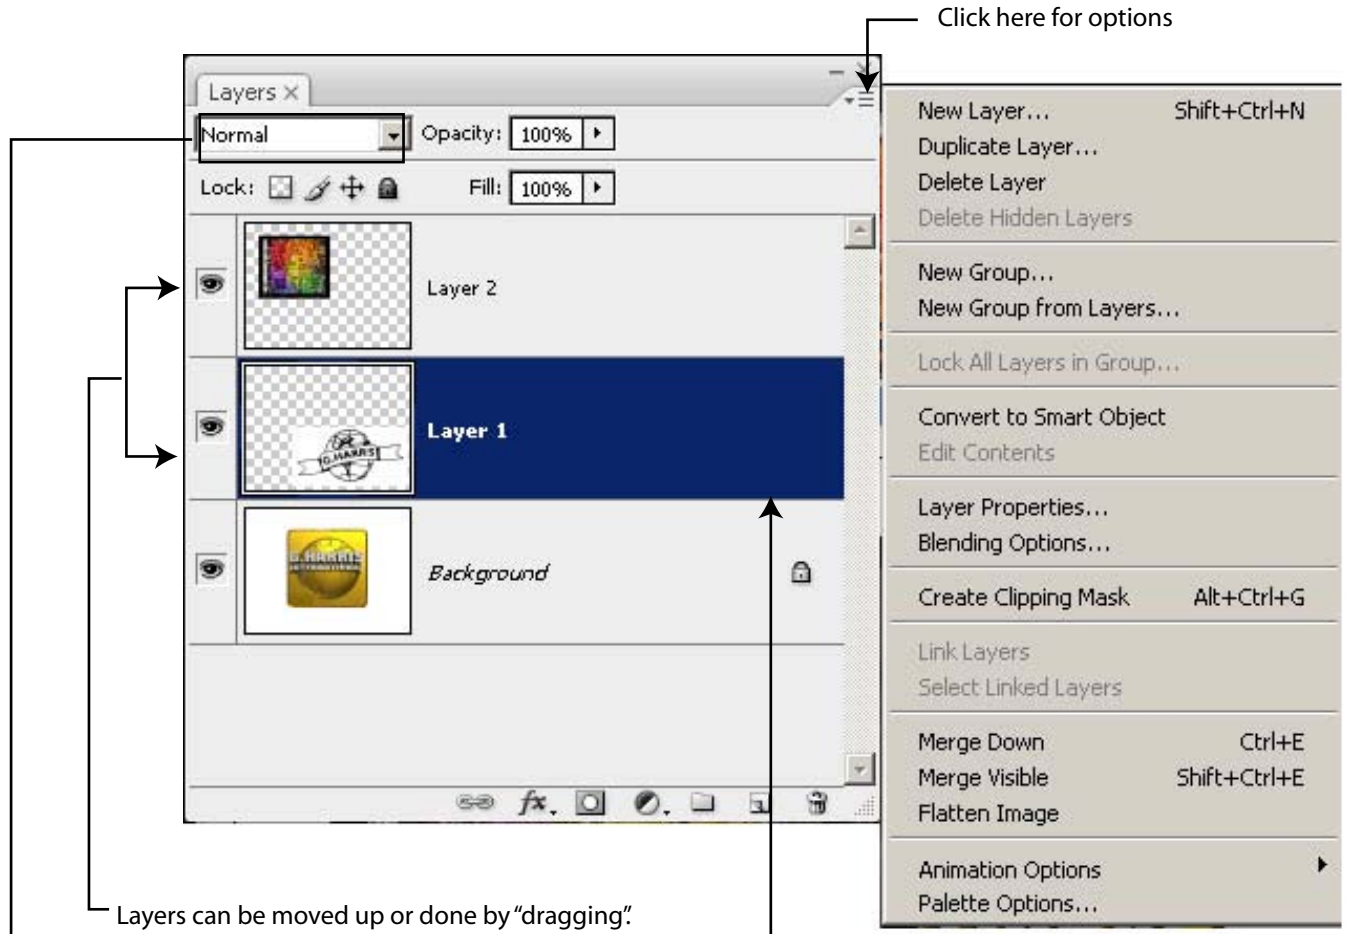 Click here for options
Layers
Normal Opacity: 100%
Lock: Fill: 100%
Layer 2
Layer 1
G.HARRIS
Background
G.HARRIS
INTERNATIONAL
fx.
New Layer... Shift+Ctrl+N
Duplicate Layer...
Delete Layer
Delete Hidden Layers
New Group...
New Group from Layers...
Lock All Layers in Group...
Convert to Smart Object
Edit Contents
Layer Properties...
Blending Options...
Create Clipping Mask Alt+Ctrl+G
Link Layers
Select Linked Layers
Merge Down Ctrl+E
Merge Visible Shift+Ctrl+E
Flatten Image
Animation Options
Palette Options...
Layers can be moved up or done by “dragging”.